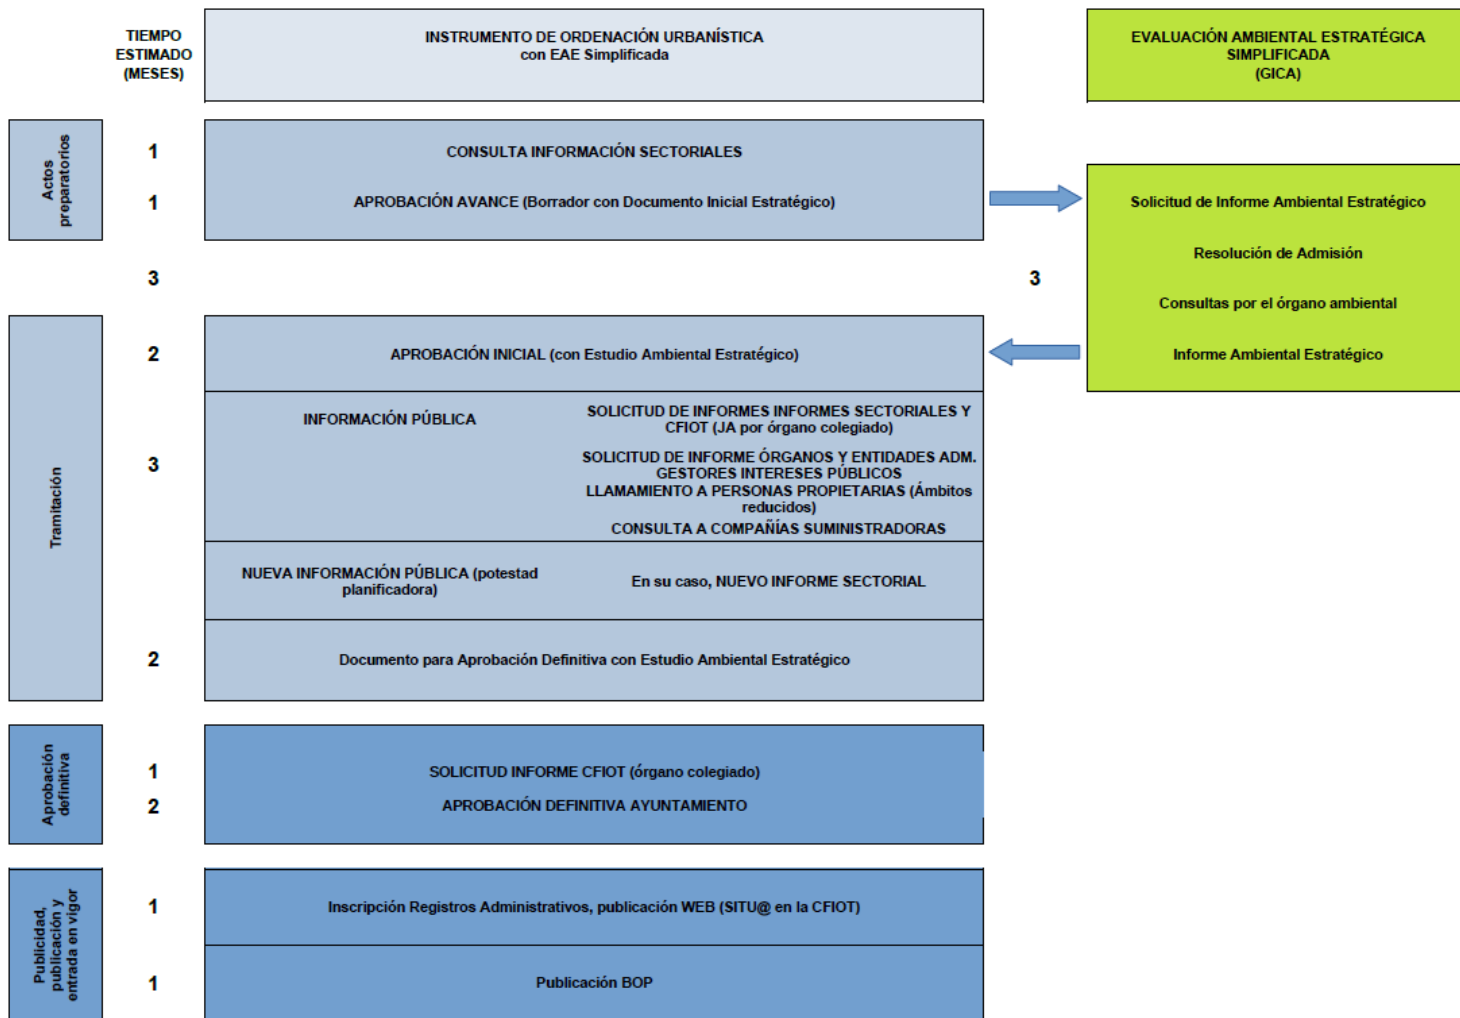 TIEMPO
ESTIMADO
(MESES)
INSTRUMENTO DE ORDENACIÓN URBANÍSTICA
con EAE Simplificada
EVALUACIÓN AMBIENTAL ESTRATÉGICA
SIMPLIFICADA
(GICA)
Actos
preparatorios
1
CONSULTA INFORMACIÓN SECTORIALES
1
APROBACIÓN AVANCE (Borrador con Documento Inicial Estratégico)
Solicitud de Informe Ambiental Estratégico
Resolución de Admisión
3
3
Consultas por el órgano ambiental
Tramitación
2
APROBACIÓN INICIAL (con Estudio Ambiental Estratégico)
Informe Ambiental Estratégico
INFORMACIÓN PÚBLICA
SOLICITUD DE INFORMES INFORMES SECTORIALES Y
CFIOT (JA por órgano colegiado)
3
SOLICITUD DE INFORME ÓRGANOS Y ENTIDADES ADM.
GESTORES INTERESES PÚBLICOS
LLAMAMIENTO A PERSONAS PROPIETARIAS (Ámbitos
reducidos)
CONSULTA A COMPAÑÍAS SUMINISTRADORAS
NUEVA INFORMACIÓN PÚBLICA (potestad
planificadora)
En su caso, NUEVO INFORME SECTORIAL
2
Documento para Aprobación Definitiva con Estudio Ambiental Estratégico
Aprobación
definitiva
1
SOLICITUD INFORME CFIOT (órgano colegiado)
2
APROBACIÓN DEFINITIVA AYUNTAMIENTO
Publicidad,
publicación y
entrada en vigor
1
Inscripción Registros Administrativos, publicación WEB (SITU@ en la CFIOT)
1
Publicación BOP